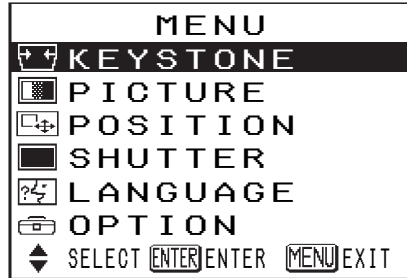 MENU
KEYSTONE
PICTURE
POSITION
SHUTTER
LANGUAGE
OPTION
SELECT ENTER ENTER MENU EXIT